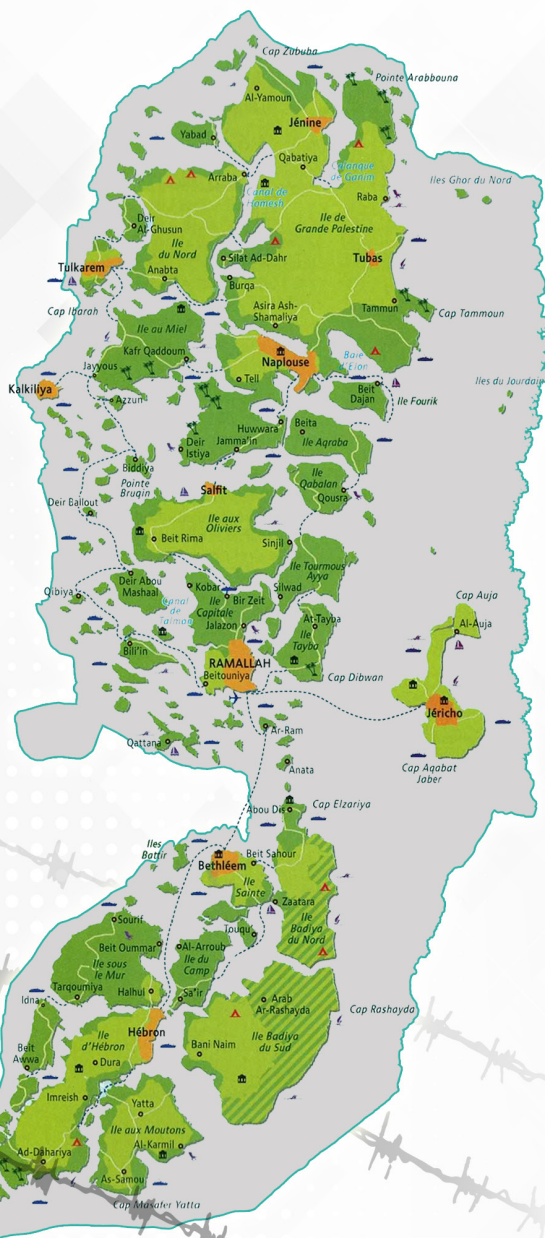 Cap Zububa
Pointe Arabbouna
Al-Yamoun
Jénine
Yabad
Qabatiya
Calanque
de Ganim
Iles Ghor du Nord
Arraba
Canal de
Hamesh
Raba
Deir
Al-Ghusun
Ile de
Grande Palestine
Ile
du Nord
Tulkarem
Silat Ad-Dahr
Tubas
Anabta
Burqa
Cap Ibarah
Asira Ash-
Shamaliya
Tammun
Cap Tammoun
Ile au Miel
Kafr Qaddoum
Naplouse
Baie
d'Elon
Jayyous
Iles du Jourdain
Kalkiliya
Tell
Beit
Dajan
Azzun
Ile Fourik
Huwwara
Beita
Deir
Istiya
Jamma'in
Ile Aqraba
Biddiya
Pointe
Bruqin
Ile
Qabalan
Salfit
Qousra
Deir Ballout
Ile aux
Oliviers
Beit Rima
Sinjil
Ile Tourmous
Ayya
Deir Abou
Mashaal
Kobar
Silwad
Qibiya
Ile
Capitale
Bir Zeit
Cap Auja
Canal
de
Talmon
Jalazon
At-Tayba
Al-Auja
Ile
Tayba
Bili'in
RAMALLAH
Beitouniya
Cap Dibwan
Jéricho
Ar-Ram
Qattana
Anata
Cap Aqabat
Jaber
Abou Dis
Cap Elzariya
Iles
Battir
Beit Sahour
Bethléem
Ile
Sainte
Zaatara
Sourif
Touqu'
Ile
Badiya
du Nord
Beit Oummar
Al-Arroub
Ile sous
le Mur
Ile du
Camp
Tarqoumiya
Halhul
Sa'ir
Idna
Arab
Ar-Rashayda
Cap Rashayda
Hébron
Ile
d'Hébron
Ile Badiya
du Sud
Beit
Awwa
Bani Naim
Dura
Imreish
Yatta
Ile aux Moutons
Al-Karmil
Ad-Dahariya
As-Samou
Cap Masafer Yatta